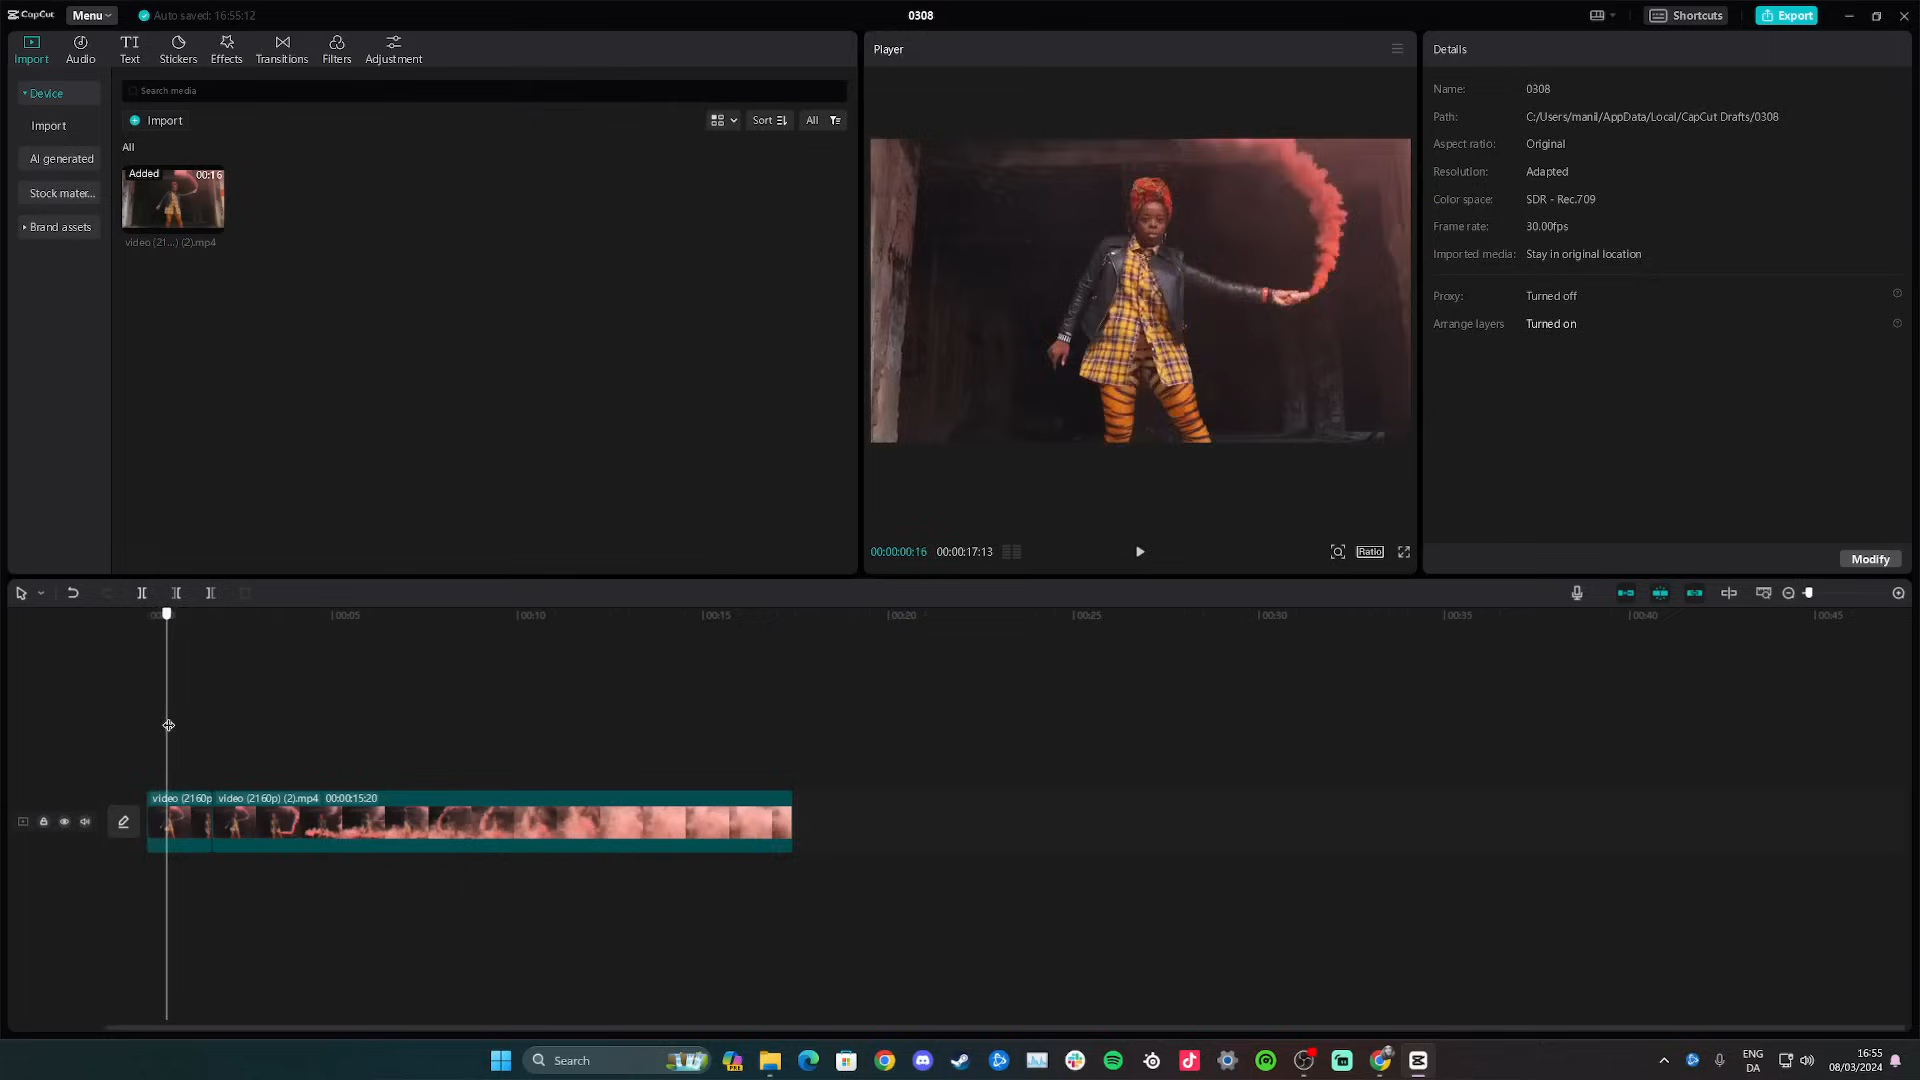 CapCut Menu Auto saved: 16:55:12 0308 Shortcuts Export
Import Audio Text Stickers Effects Transitions Filters Adjustment
Player
Details
Device
Import
AI generated
Stock mater...
Brand assets
Search media
Import Sort All
All
Added 00:16
video (21...) (2).mp4
00:00:00:16 00:00:17:13 Ratio
Name: 0308
Path: C:/Users/manil/AppData/Local/CapCut Drafts/0308
Aspect ratio: Original
Resolution: Adapted
Color space: SDR - Rec.709
Frame rate: 30.00fps
Imported media: Stay in original location
Proxy: Turned off
Arrange layers Turned on
Modify
00:05 00:10 00:15 00:20 00:25 00:30 00:35 00:40 00:45
video (2160p video (2160p) (2).mp4 00:00:15:20
Search PRE ENG 16:55
DA 08/03/2024